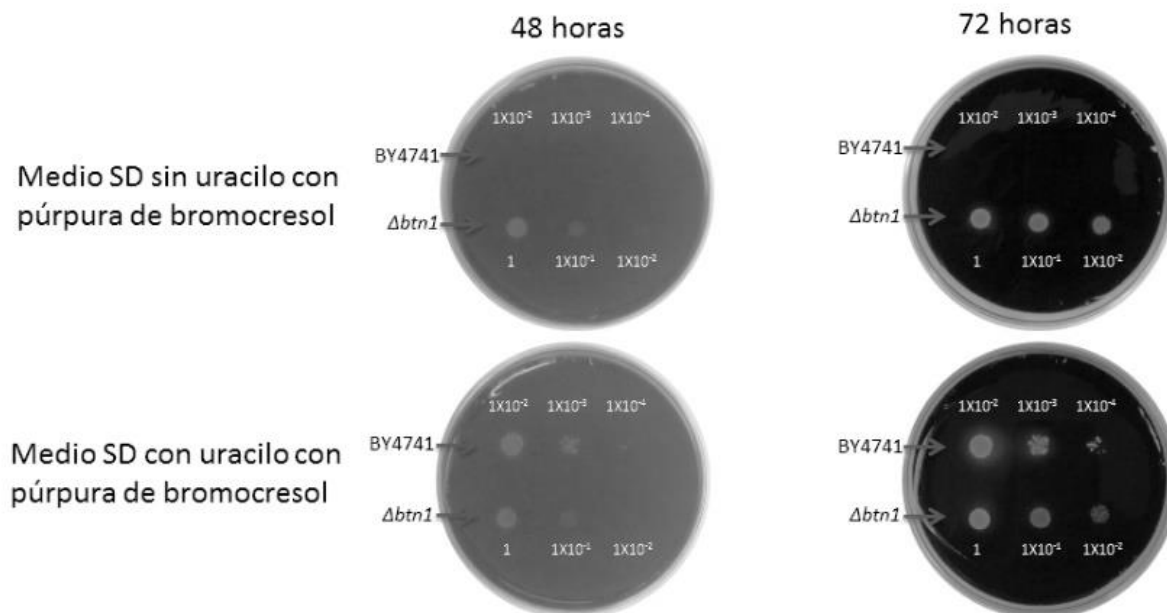 48 horas
72 horas
Medio SD sin uracilo con
púrpura de bromocresol
1X10⁻² 1X10⁻³ 1X10⁻⁴
BY4741
Δbtn1
1 1X10⁻¹ 1X10⁻²
1X10⁻² 1X10⁻³ 1X10⁻⁴
BY4741
Δbtn1
1 1X10⁻¹ 1X10⁻²
Medio SD con uracilo con
púrpura de bromocresol
1X10⁻² 1X10⁻³ 1X10⁻⁴
BY4741
Δbtn1
1 1X10⁻¹ 1X10⁻²
1X10⁻² 1X10⁻³ 1X10⁻⁴
BY4741
Δbtn1
1 1X10⁻¹ 1X10⁻²